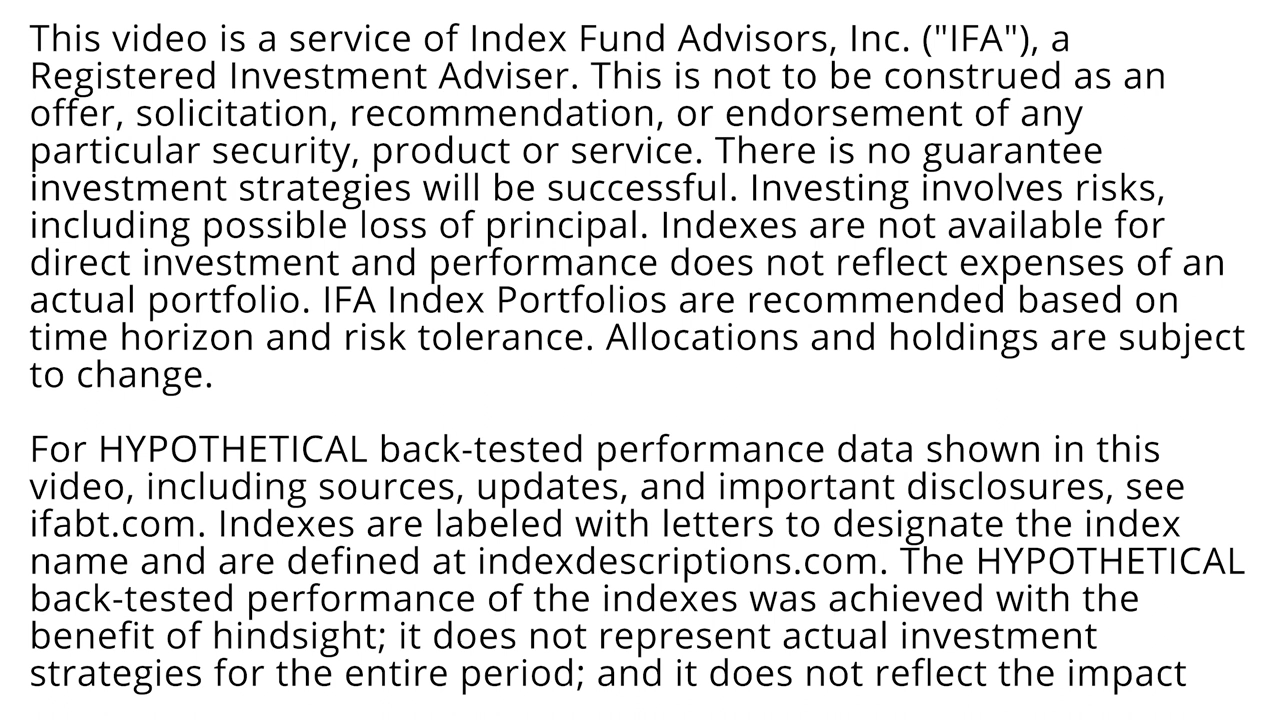 This video is a service of Index Fund Advisors, Inc. ("IFA"), a
Registered Investment Adviser. This is not to be construed as an
offer, solicitation, recommendation, or endorsement of any
particular security, product or service. There is no guarantee
investment strategies will be successful. Investing involves risks,
including possible loss of principal. Indexes are not available for
direct investment and performance does not reflect expenses of an
actual portfolio. IFA Index Portfolios are recommended based on
time horizon and risk tolerance. Allocations and holdings are subject
to change.
For HYPOTHETICAL back-tested performance data shown in this
video, including sources, updates, and important disclosures, see
ifabt.com. Indexes are labeled with letters to designate the index
name and are defined at indexdescriptions.com. The HYPOTHETICAL
back-tested performance of the indexes was achieved with the
benefit of hindsight; it does not represent actual investment
strategies for the entire period; and it does not reflect the impact